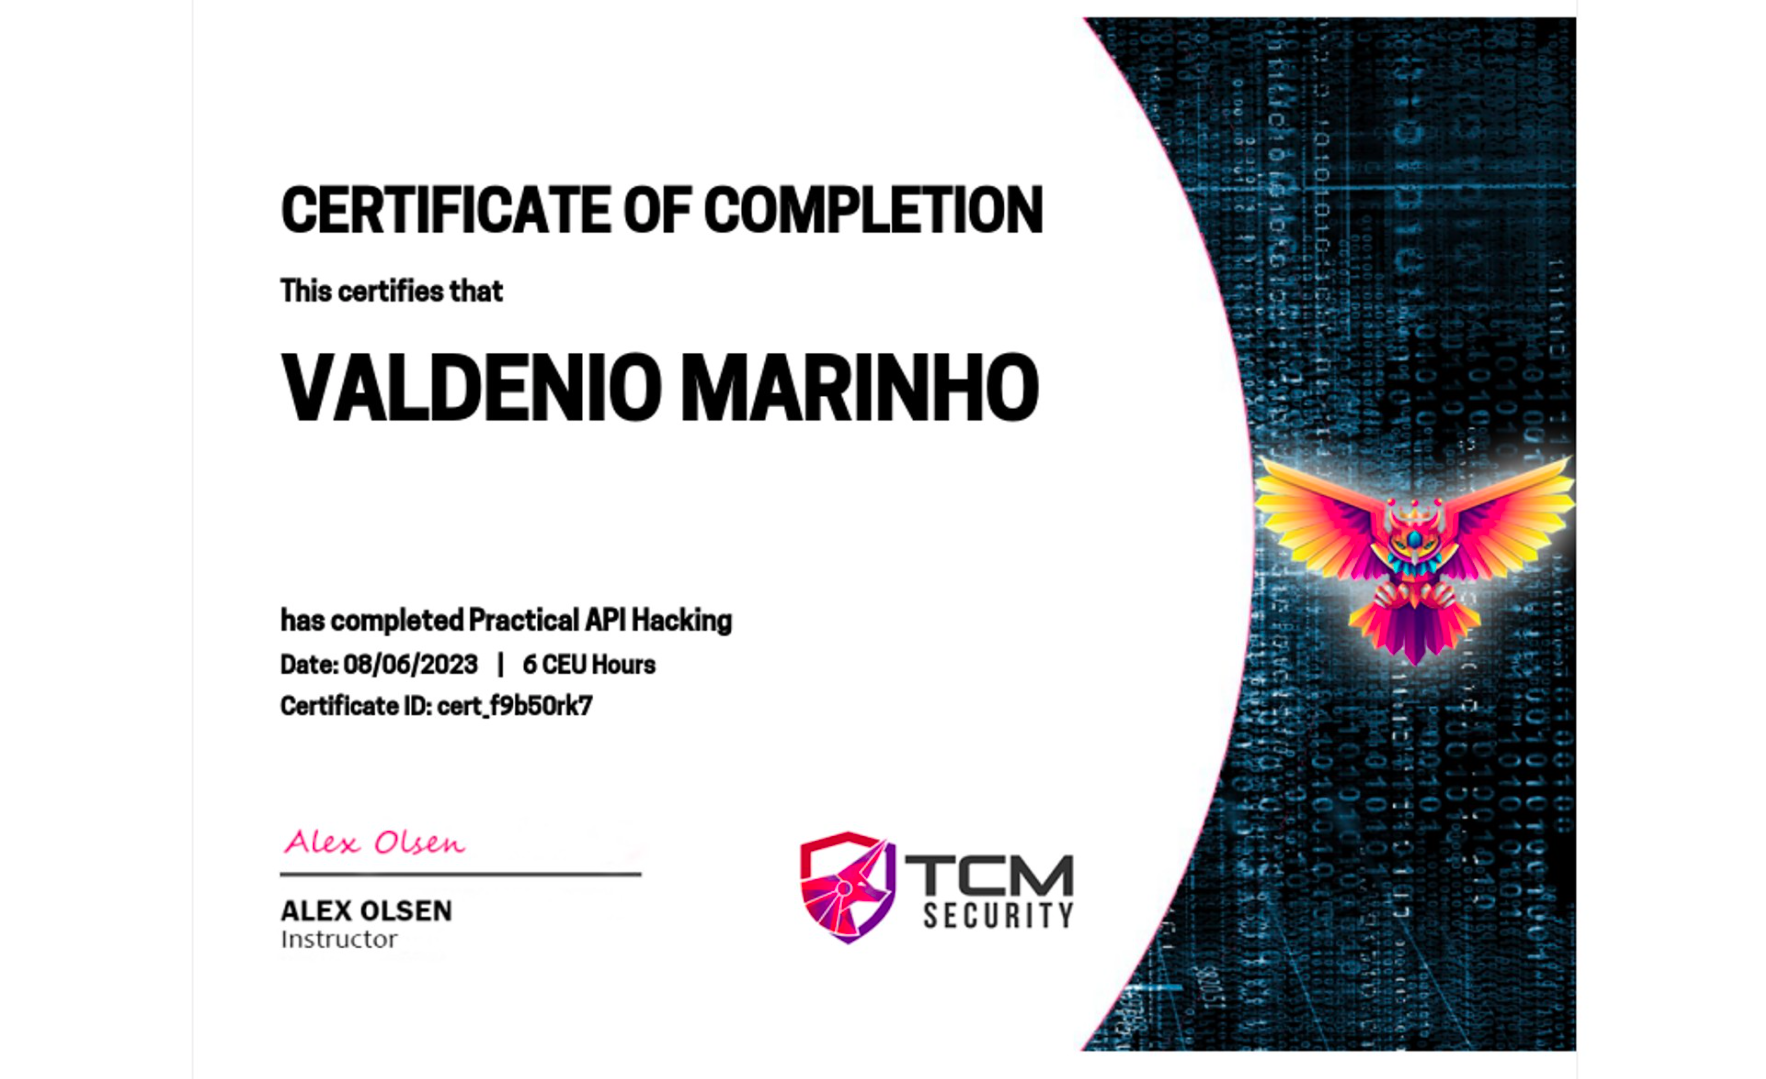 CERTIFICATE OF COMPLETION
This certifies that
VALDENIO MARINHO
has completed Practical API Hacking
Date: 08/06/2023 | 6 CEU Hours
Certificate ID: cert_f9b50rk7
Alex Olsen
ALEX OLSEN
Instructor
TCM
SECURITY